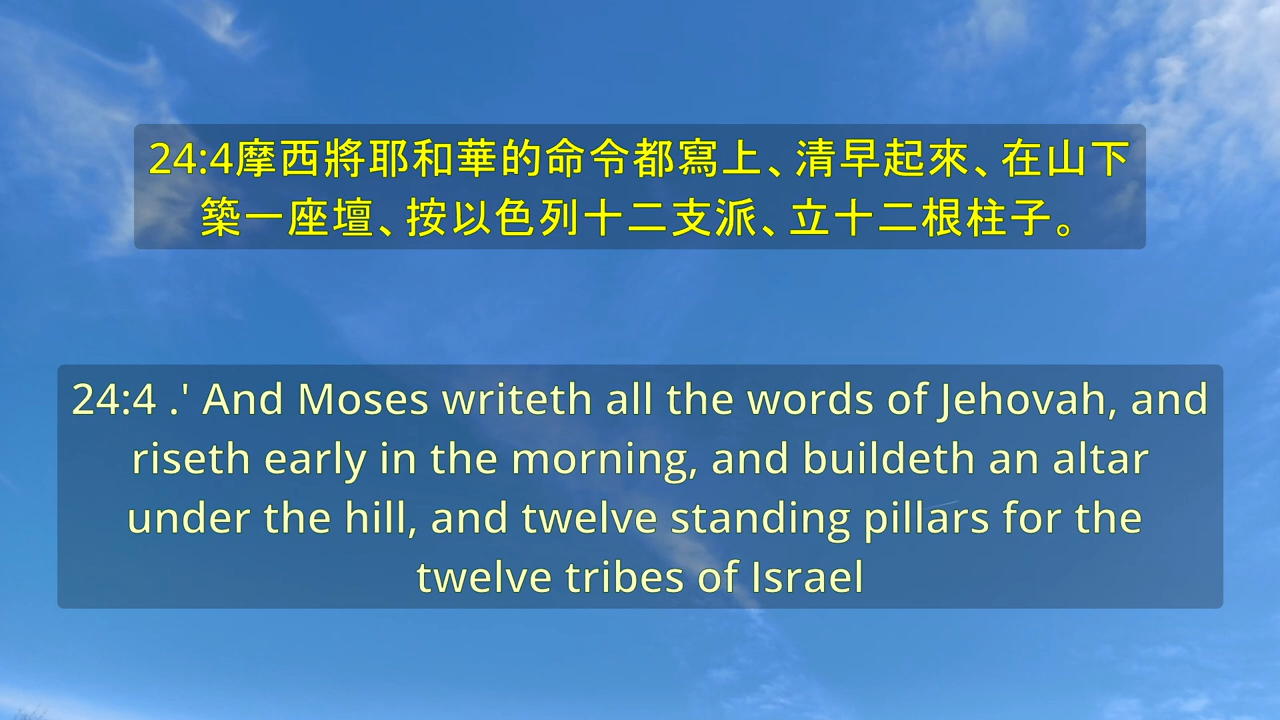 24:4摩西將耶和華的命令都寫上、清早起來、在山下
築一座壇、按以色列十二支派、立十二根柱子。
24:4 .' And Moses writeth all the words of Jehovah, and
riseth early in the morning, and buildeth an altar
under the hill, and twelve standing pillars for the
twelve tribes of Israel